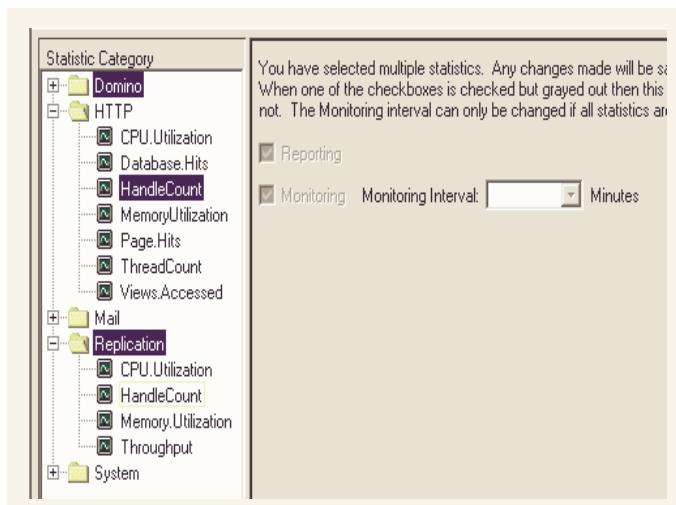 Statistic Category
Domino
HTTP
CPU.Utilization
Database.Hits
HandleCount
MemoryUtilization
Page.Hits
ThreadCount
Views.Accessed
Mail
Replication
CPU.Utilization
HandleCount
Memory.Utilization
Throughput
System
You have selected multiple statistics. Any changes made will be
When one of the checkboxes is checked but grayed out then this
not. The Monitoring interval can only be changed if all statistics
Reporting
Monitoring Monitoring Interval: Minutes